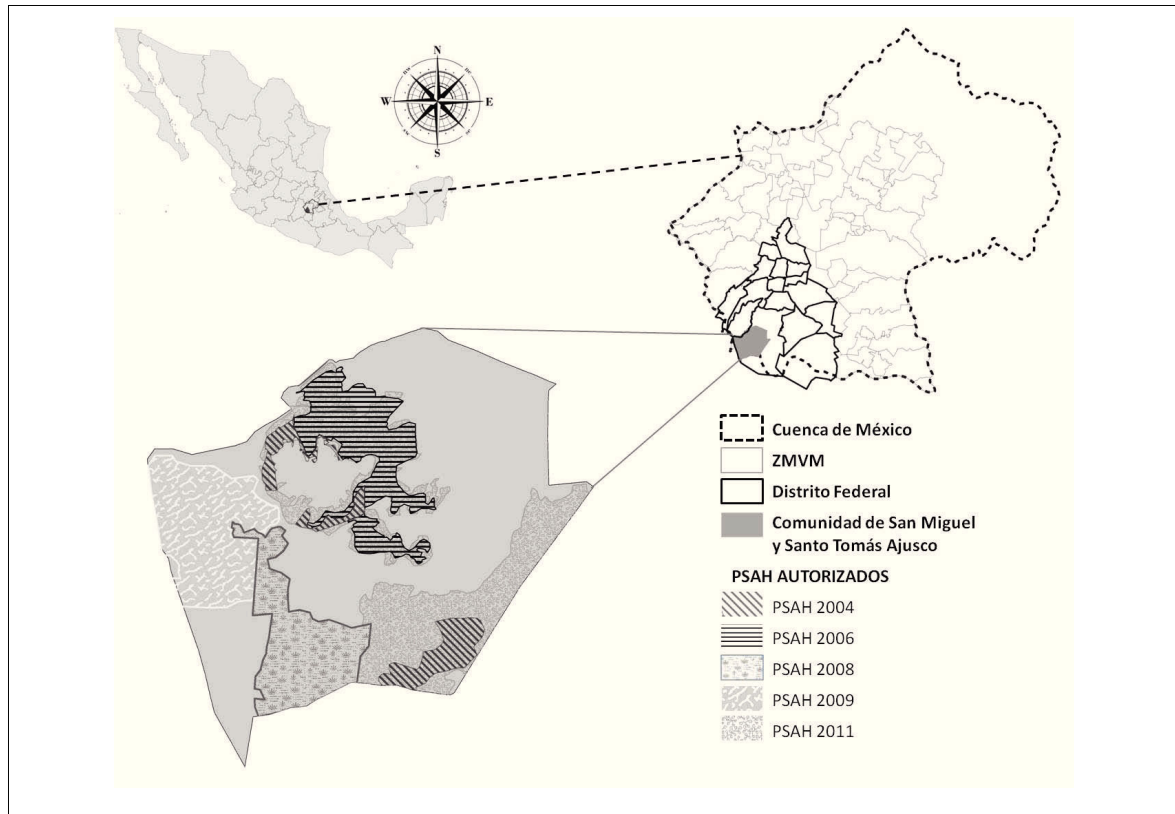 N
W
E
S
Cuenca de México
ZMVM
Distrito Federal
Comunidad de San Miguel
y Santo Tomás Ajusco
PSAH AUTORIZADOS
PSAH 2004
PSAH 2006
PSAH 2008
PSAH 2009
PSAH 2011